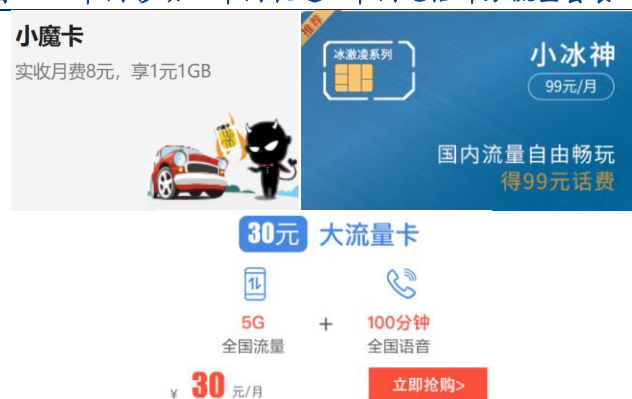 小魔卡
实收月费8元，享1元1GB
推荐
冰激凌系列
小冰神
99元/月
国内流量自由畅玩
得99元话费
30元 大流量卡
5G + 100分钟
全国流量 全国语音
¥ 30 元/月 立即抢购>